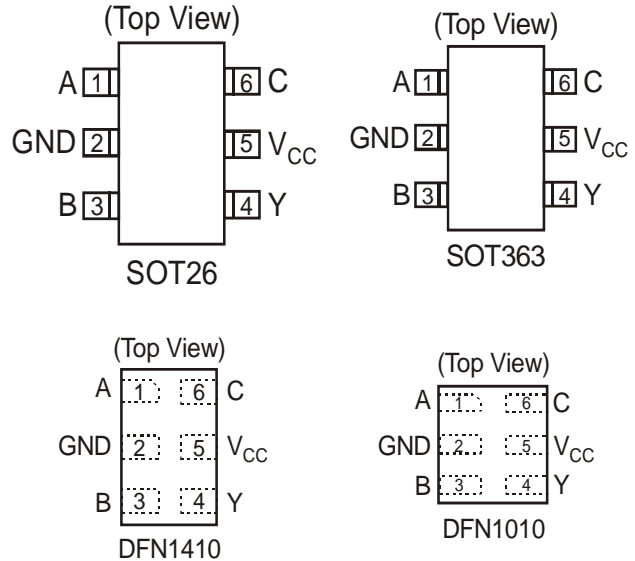 (Top View)
A 1 6 C
GND 2 5 VCC
B 3 4 Y
SOT26
(Top View)
A 1 6 C
GND 2 5 VCC
B 3 4 Y
SOT363
(Top View)
A 1 6 C
GND 2 5 VCC
B 3 4 Y
DFN1410
(Top View)
A 1 6 C
GND 2 5 VCC
B 3 4 Y
DFN1010